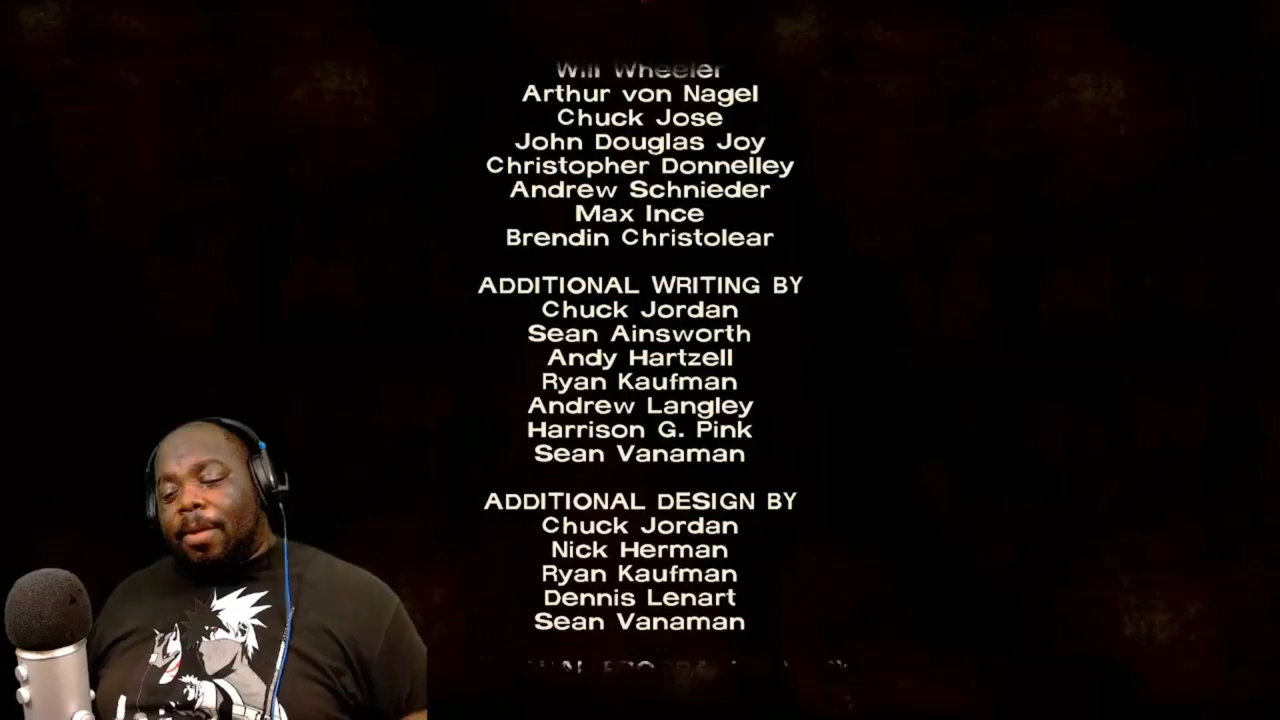 Will Wheeler
Arthur von Nagel
Chuck Jose
John Douglas Joy
Christopher Donnelley
Andrew Schnieder
Max Ince
Brendin Christolear
ADDITIONAL WRITING BY
Chuck Jordan
Sean Ainsworth
Andy Hartzell
Ryan Kaufman
Andrew Langley
Harrison G. Pink
Sean Vanaman
ADDITIONAL DESIGN BY
Chuck Jordan
Nick Herman
Ryan Kaufman
Dennis Lenart
Sean Vanaman